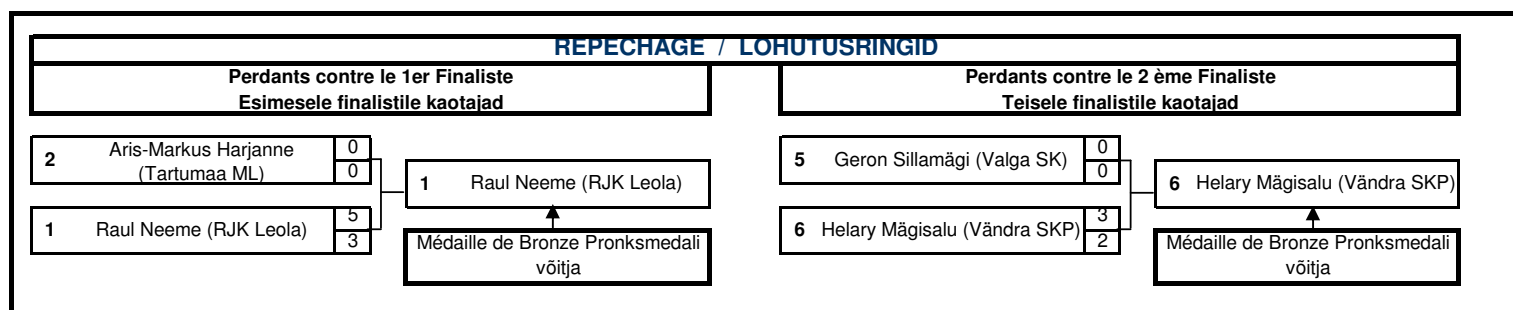 REPECHAGE / LOHUTUSRINGID
Perdants contre le 1er Finaliste
Esimesele finalistile kaotajad
Perdants contre le 2 ème Finaliste
Teisele finalistile kaotajad
2 Aris-Markus Harjanne (Tartumaa ML) 0
0
1 Raul Neeme (RJK Leola) 5
3
1 Raul Neeme (RJK Leola)
Médaille de Bronze Pronksmedali
võitja
5 Geron Sillamägi (Valga SK) 0
0
6 Helary Mägisalu (Vändra SKP) 3
2
6 Helary Mägisalu (Vändra SKP)
Médaille de Bronze Pronksmedali
võitja